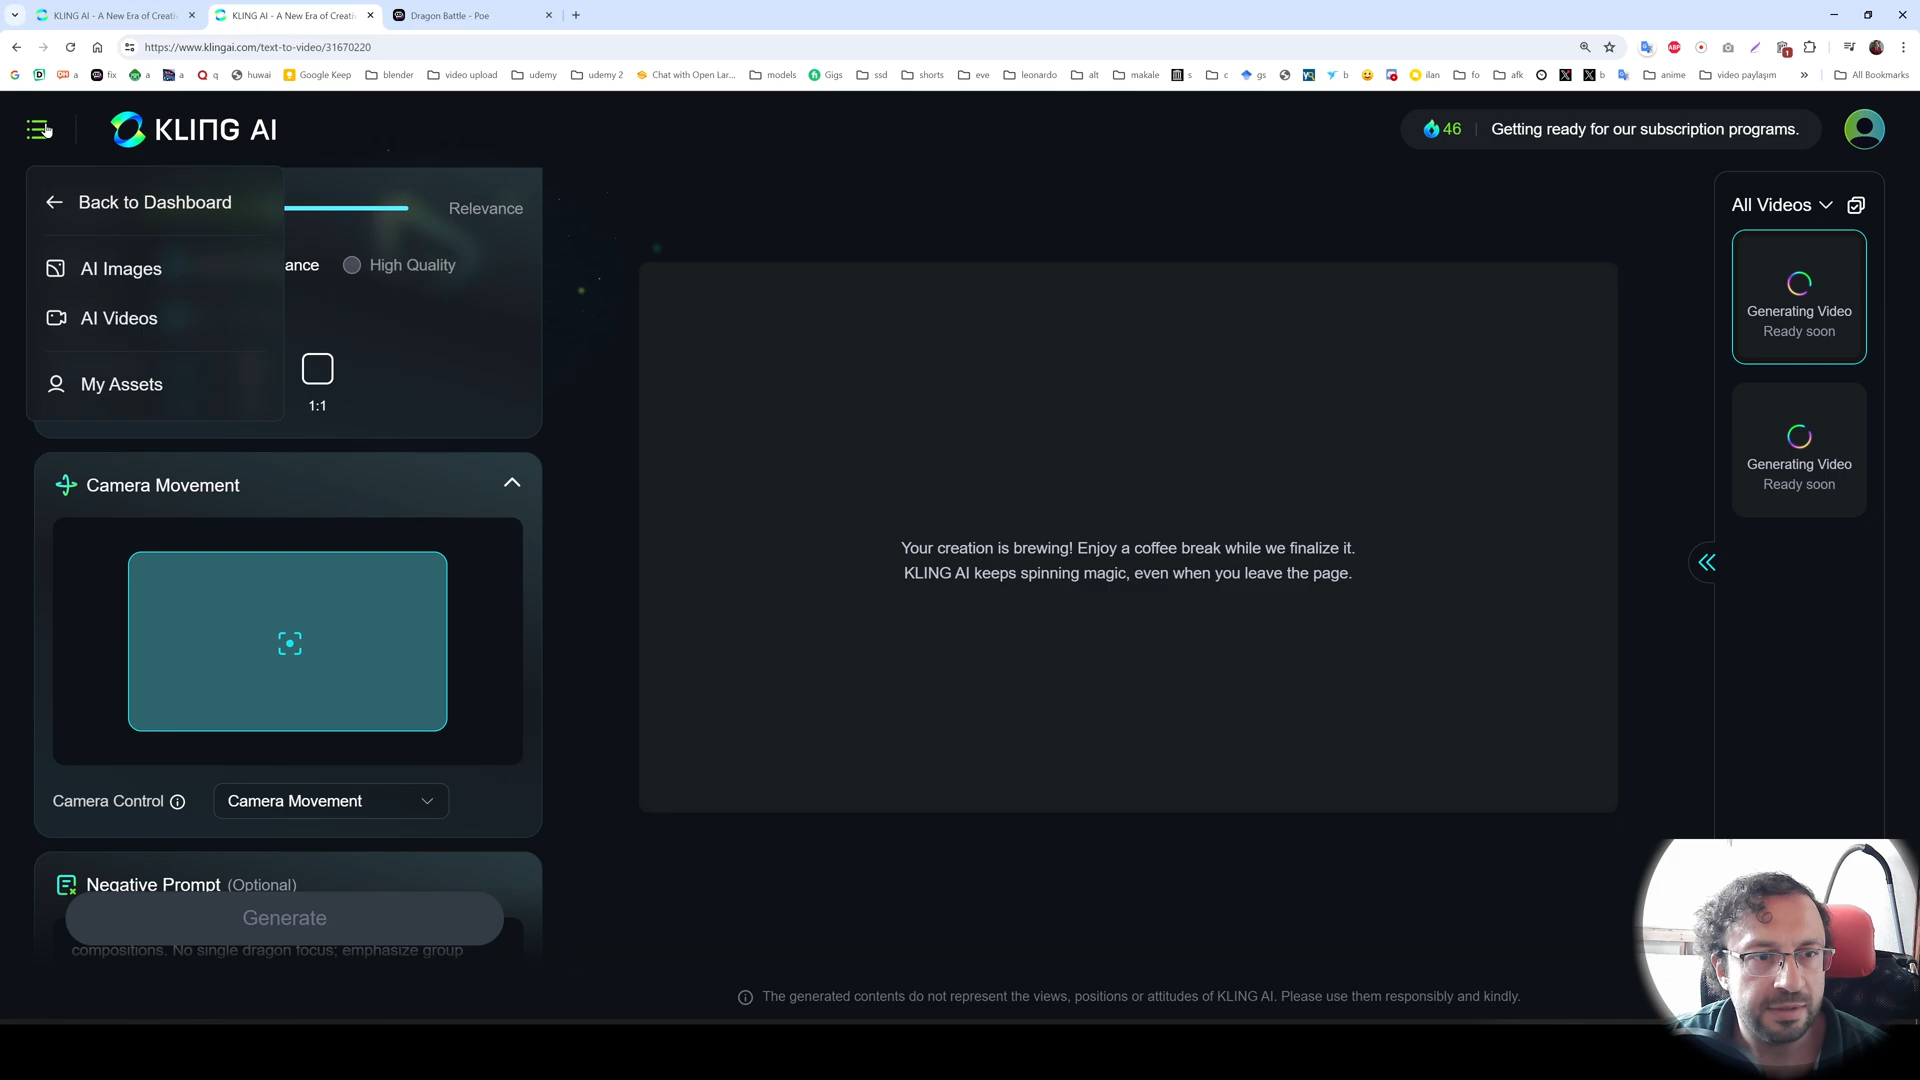 KLING AI - A New Era of Creativ
KLING AI - A New Era of Creativ
Dragon Battle - Poe
https://www.klingai.com/text-to-video/31670220
a
fix
a
a
q
huwai
Google Keep
blender
video upload
udemy
udemy 2
Chat with Open Lar...
models
Gigs
ssd
shorts
eve
leonardo
alt
makale
s
c
gs
b
ilan
fo
afk
b
anime
video paylaşım
All Bookmarks
KLING AI
46
Getting ready for our subscription programs.
Back to Dashboard
AI Images
AI Videos
My Assets
Relevance
ance
High Quality
1:1
Camera Movement
Camera Control
Camera Movement
Negative Prompt (Optional)
Generate
compositions. No single dragon focus; emphasize group
Your creation is brewing! Enjoy a coffee break while we finalize it.
KLING AI keeps spinning magic, even when you leave the page.
All Videos
Generating Video
Ready soon
Generating Video
Ready soon
The generated contents do not represent the views, positions or attitudes of KLING AI. Please use them responsibly and kindly.